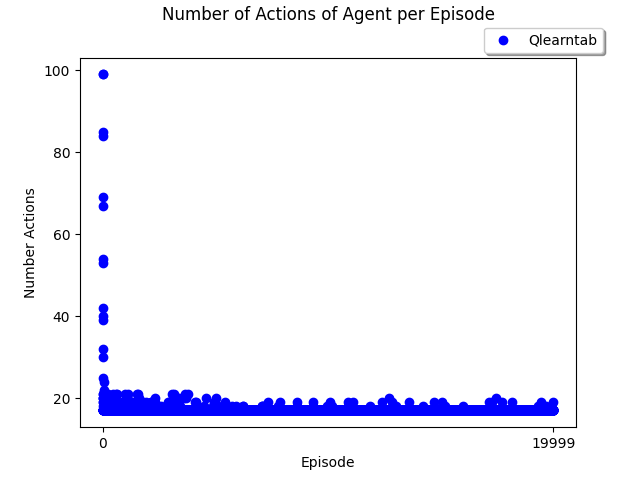 Number of Actions of Agent per Episode
Qlearntab
100
80
60
40
20
Number Actions
0
19999
Episode